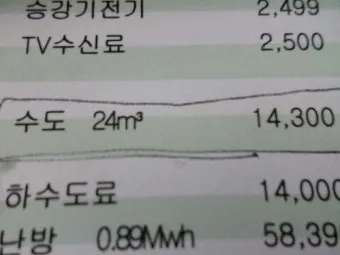 승강기전기 2,499
TV수신료 2,500
수도 24m³ 14,300
하수도료 14,000
난방 0.89Mwh 58,39